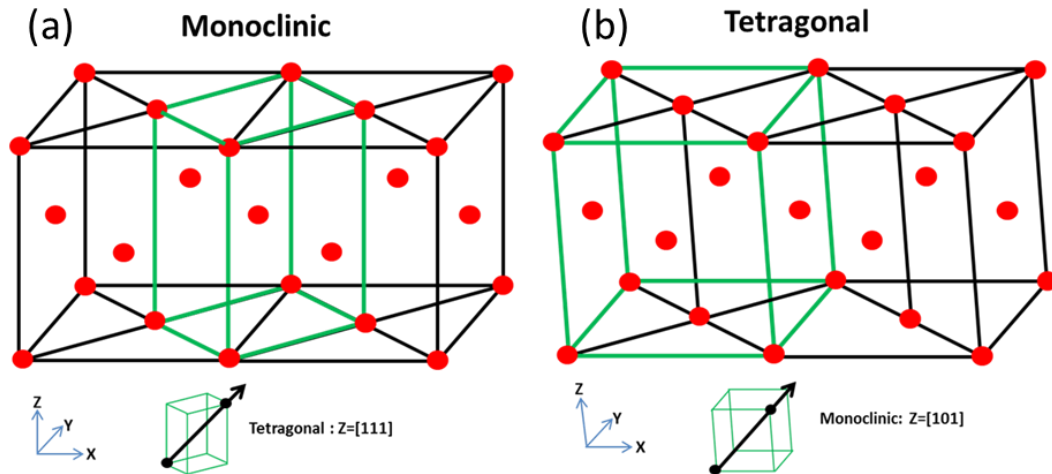 (a) Monoclinic
(b) Tetragonal
Z
Y
X
Tetragonal : Z=[111]
Z
Y
X
Monoclinic: Z=[101]